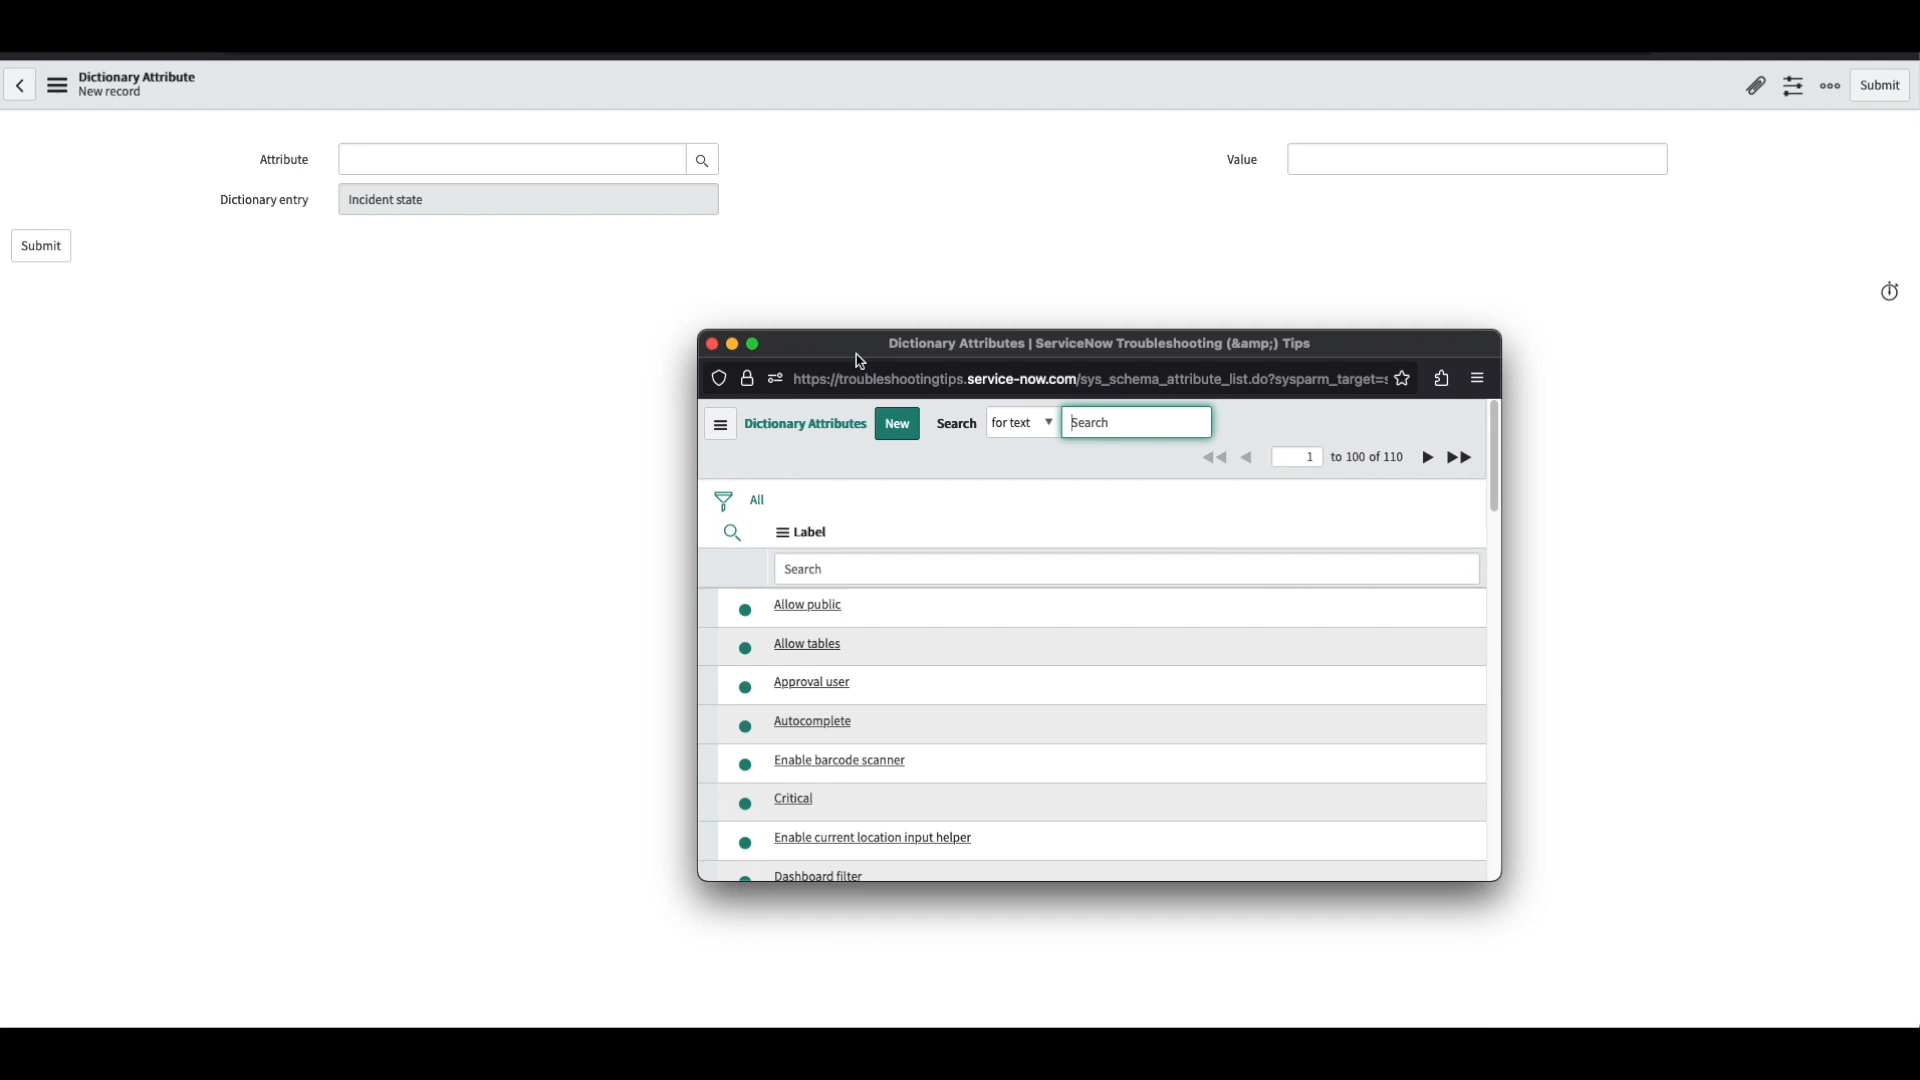 Dictionary Attribute
New record
Submit
Attribute
Value
Dictionary entry
Incident state
Submit
Dictionary Attributes | ServiceNow Troubleshooting (&amp;) Tips
https://troubleshootingtips.service-now.com/sys_schema_attribute_list.do?sysparm_target=s
Dictionary Attributes New Search for text Search
1 to 100 of 110
All
Label
Search
Allow public
Allow tables
Approval user
Autocomplete
Enable barcode scanner
Critical
Enable current location input helper
Dashboard filter